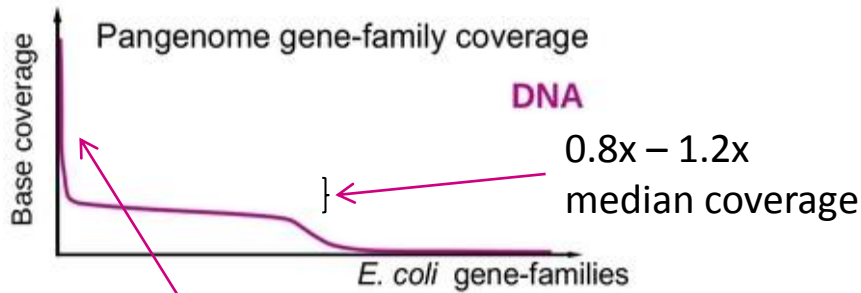 Pangenome gene-family coverage
Base coverage
DNA
0.8x – 1.2x
median coverage
E. coli gene-families